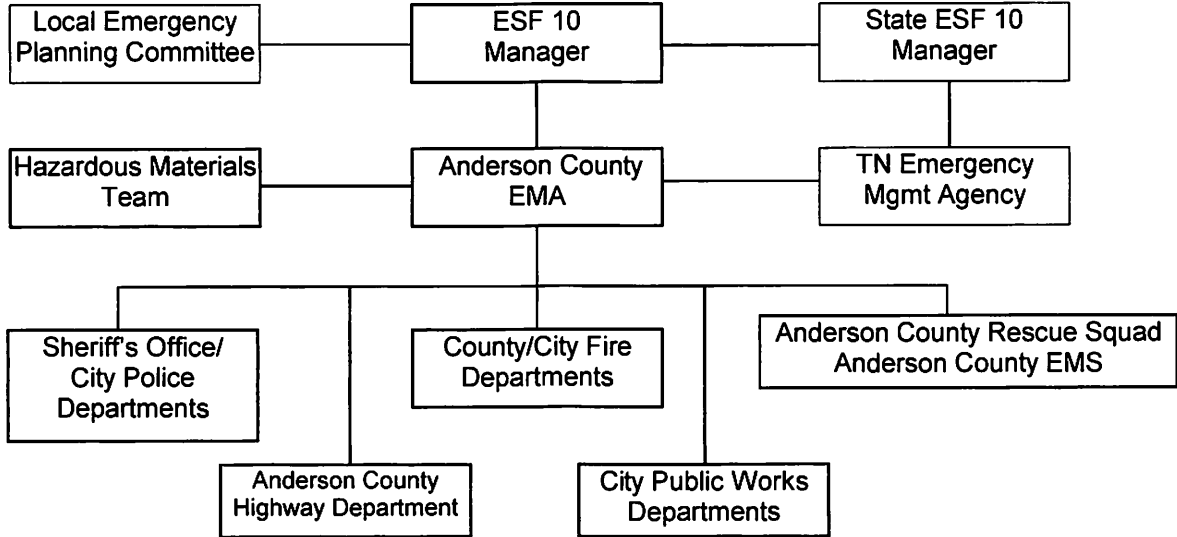 Local Emergency
Planning Committee
ESF 10
Manager
State ESF 10
Manager
Hazardous Materials
Team
Anderson County
EMA
TN Emergency
Mgmt Agency
Sheriff's Office/
City Police
Departments
County/City Fire
Departments
Anderson County Rescue Squad
Anderson County EMS
Anderson County
Highway Department
City Public Works
Departments